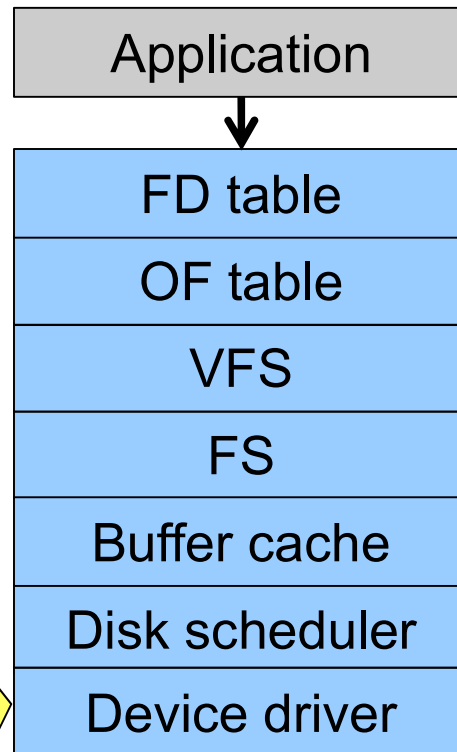 Application
FD table
OF table
VFS
FS
Buffer cache
Disk scheduler
Device driver